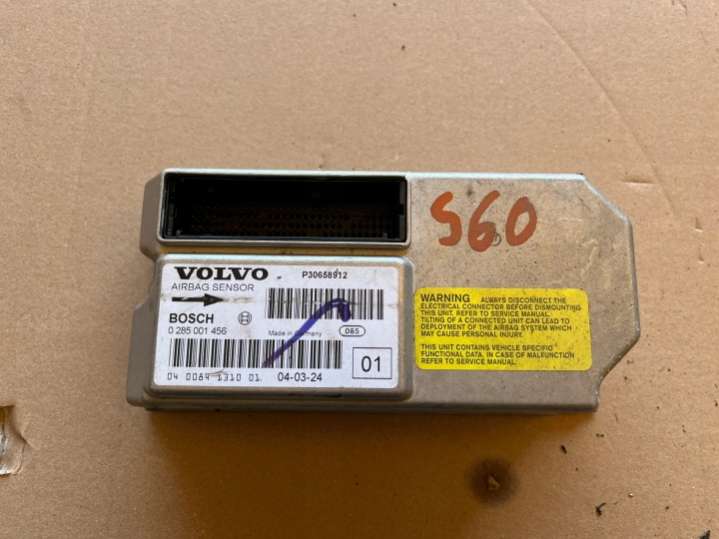 S60
VOLVO
AIRBAG SENSOR
P30658912
BOSCH
0 285 001 456
Made in Germany
065
04 0084 1310 01
04-03-24
01
WARNING ALWAYS DISCONNECT THE
ELECTRICAL CONNECTOR BEFORE DISMOUNTING
THIS UNIT. REFER TO SERVICE MANUAL.
TILTING OF A CONNECTED UNIT CAN LEAD TO
DEPLOYMENT OF THE AIRBAG SYSTEM WHICH
MAY CAUSE PERSONAL INJURY.
THIS UNIT CONTAINS VEHICLE SPECIFIC
FUNCTIONAL DATA. IN CASE OF MALFUNCTION
REFER TO SERVICE MANUAL.